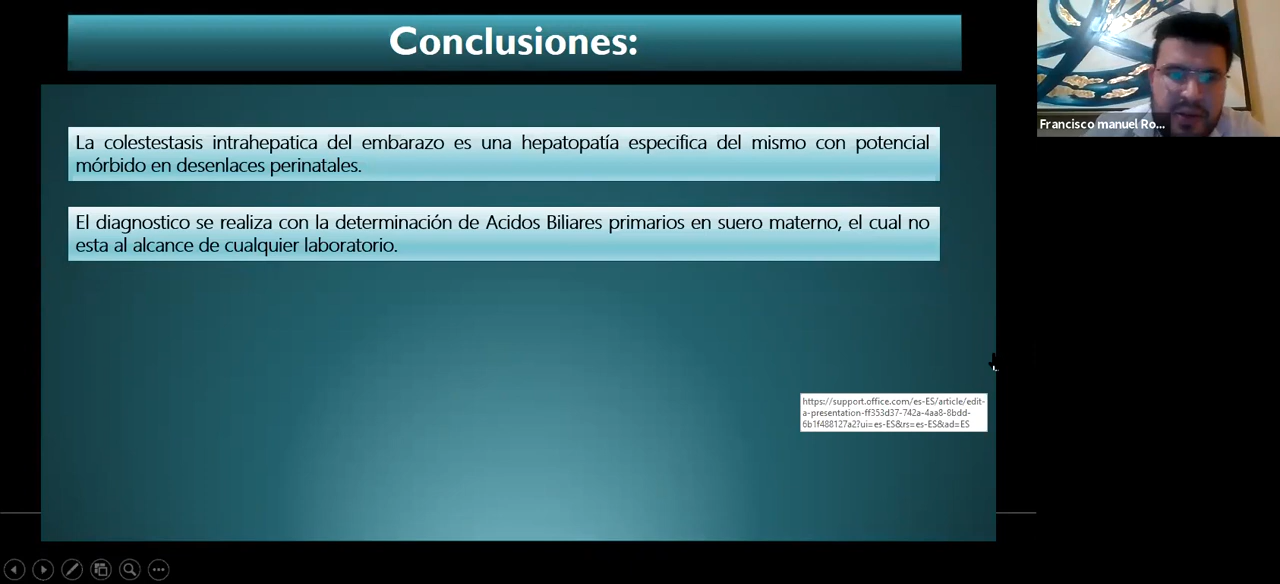 Conclusiones:
La colestestasis intrahepatica del embarazo es una hepatopatía especifica del mismo con potencial
mórbido en desenlaces perinatales.
El diagnostico se realiza con la determinación de Acidos Biliares primarios en suero materno, el cual no
esta al alcance de cualquier laboratorio.
https://support.office.com/es-ES/article/edit-
a-presentation-ff353d37-742a-4aa8-8bdd-
6b1f488127a2?ui=es-ES&rs=es-ES&ad=ES
Francisco manuel Ro...